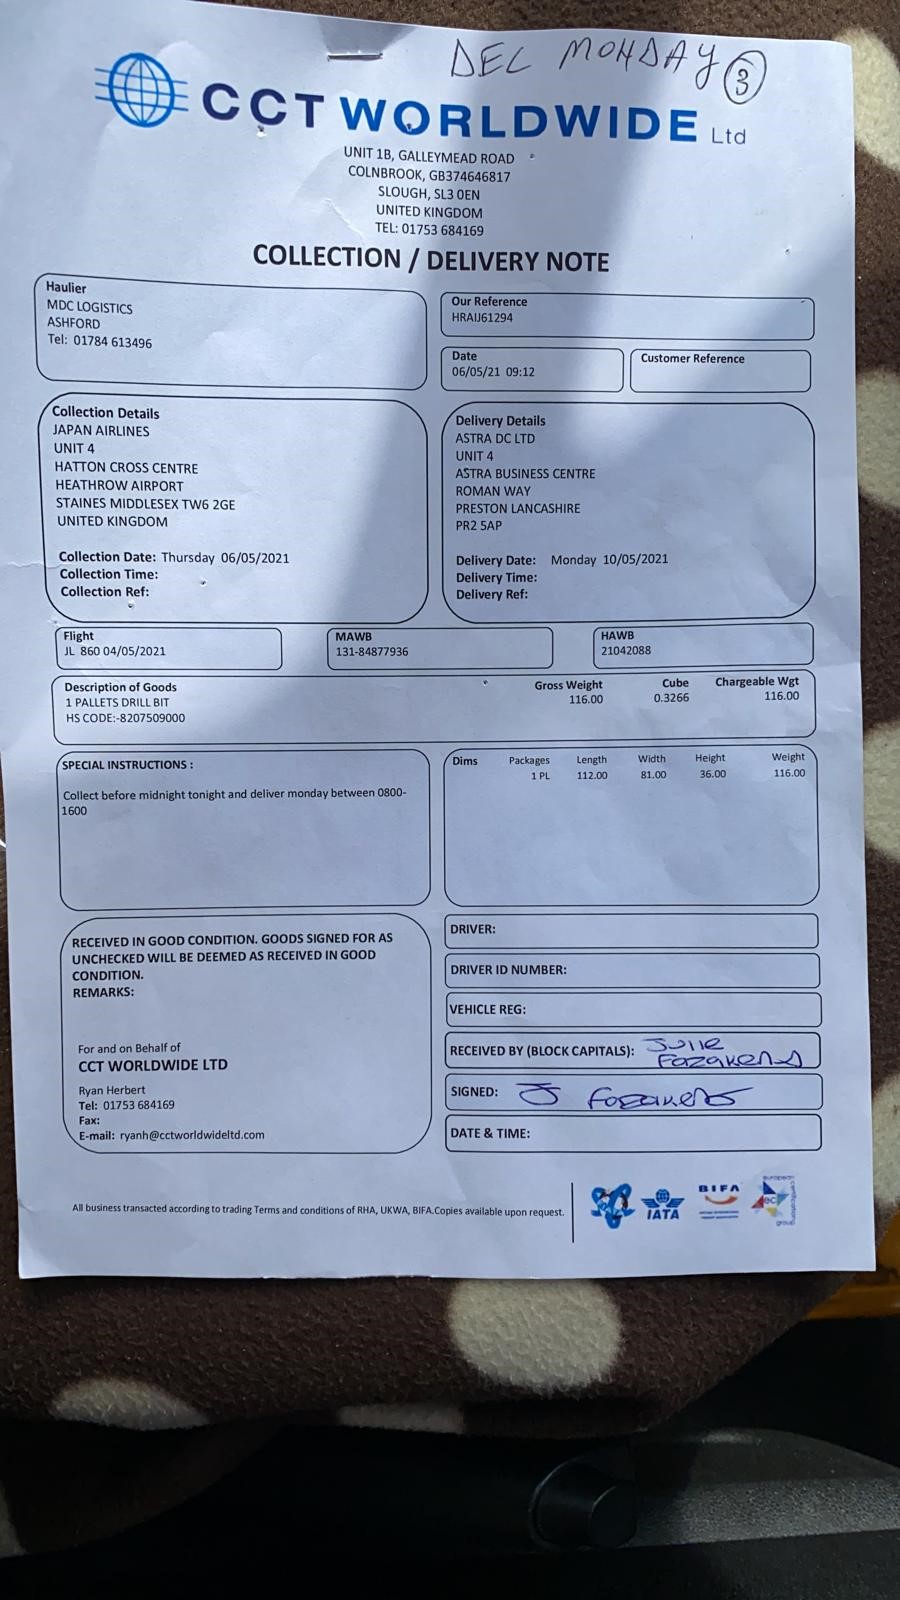 DEL MONDAY 3
CCT WORLDWIDE Ltd
UNIT 1B, GALLEYMEAD ROAD
COLNBROOK, GB374646817
SLOUGH, SL3 0EN
UNITED KINGDOM
TEL: 01753 684169
COLLECTION / DELIVERY NOTE
Haulier
MDC LOGISTICS
ASHFORD
Tel: 01784 613496
Our Reference
HRAIJ61294
Date
06/05/21 09:12
Customer Reference
Collection Details
JAPAN AIRLINES
UNIT 4
HATTON CROSS CENTRE
HEATHROW AIRPORT
STAINES MIDDLESEX TW6 2GE
UNITED KINGDOM
Collection Date: Thursday 06/05/2021
Collection Time:
Collection Ref:
Delivery Details
ASTRA DC LTD
UNIT 4
ASTRA BUSINESS CENTRE
ROMAN WAY
PRESTON LANCASHIRE
PR2 5AP
Delivery Date: Monday 10/05/2021
Delivery Time:
Delivery Ref:
Flight
JL 860 04/05/2021
MAWB
131-84877936
HAWB
21042088
Description of Goods Gross Weight Cube Chargeable Wgt
1 PALLETS DRILL BIT 116.00 0.3266 116.00
HS CODE:-8207509000
SPECIAL INSTRUCTIONS :
Collect before midnight tonight and deliver monday between 0800-
1600
Dims Packages Length Width Height Weight
1 PL 112.00 81.00 36.00 116.00
RECEIVED IN GOOD CONDITION. GOODS SIGNED FOR AS
UNCHECKED WILL BE DEEMED AS RECEIVED IN GOOD
CONDITION.
REMARKS:
For and on Behalf of
CCT WORLDWIDE LTD
Ryan Herbert
Tel: 01753 684169
Fax:
E-mail: ryanh@cctworldwideltd.com
DRIVER:
DRIVER ID NUMBER:
VEHICLE REG:
RECEIVED BY (BLOCK CAPITALS): Julie
SIGNED: J
DATE & TIME:
All business transacted according to trading Terms and conditions of RHA, UKWA, BIFA.Copies available upon request.
IATA
BIFA
european
ec
certification
group